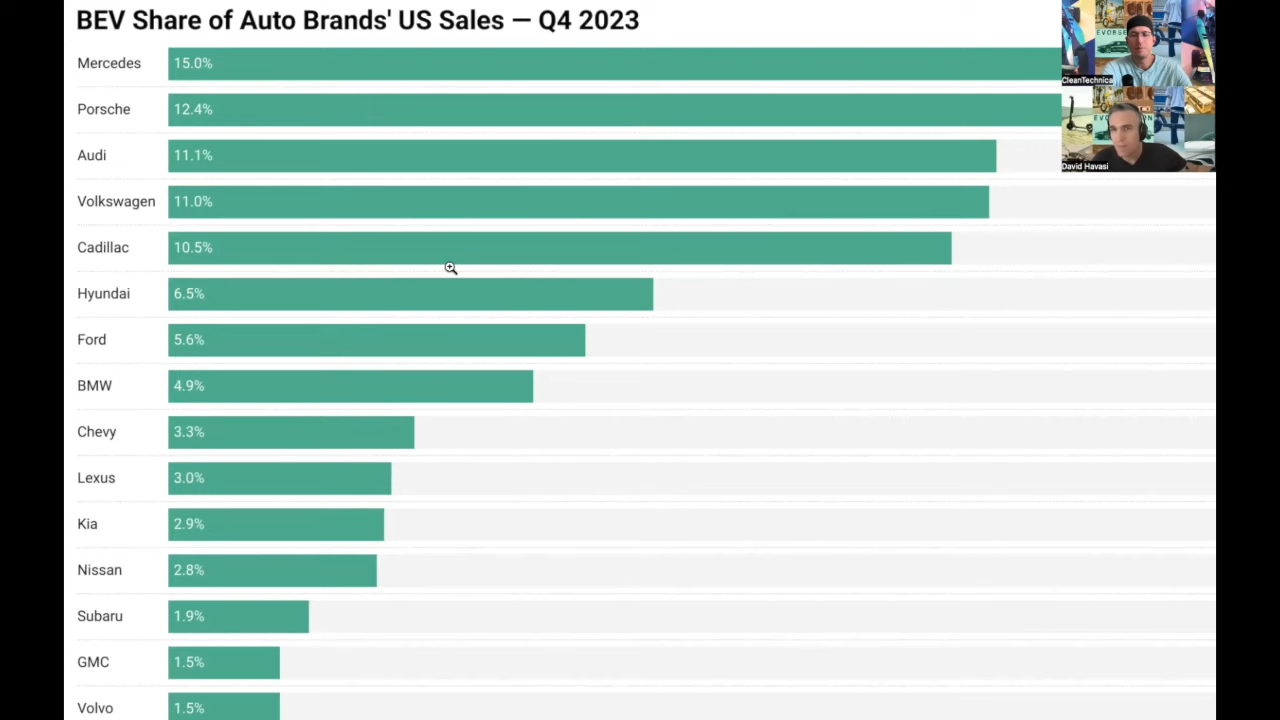 BEV Share of Auto Brands' US Sales — Q4 2023
Mercedes 15.0%
Porsche 12.4%
Audi 11.1%
Volkswagen 11.0%
Cadillac 10.5%
Hyundai 6.5%
Ford 5.6%
BMW 4.9%
Chevy 3.3%
Lexus 3.0%
Kia 2.9%
Nissan 2.8%
Subaru 1.9%
GMC 1.5%
Volvo 1.5%
CleanTechnica
David Havasi